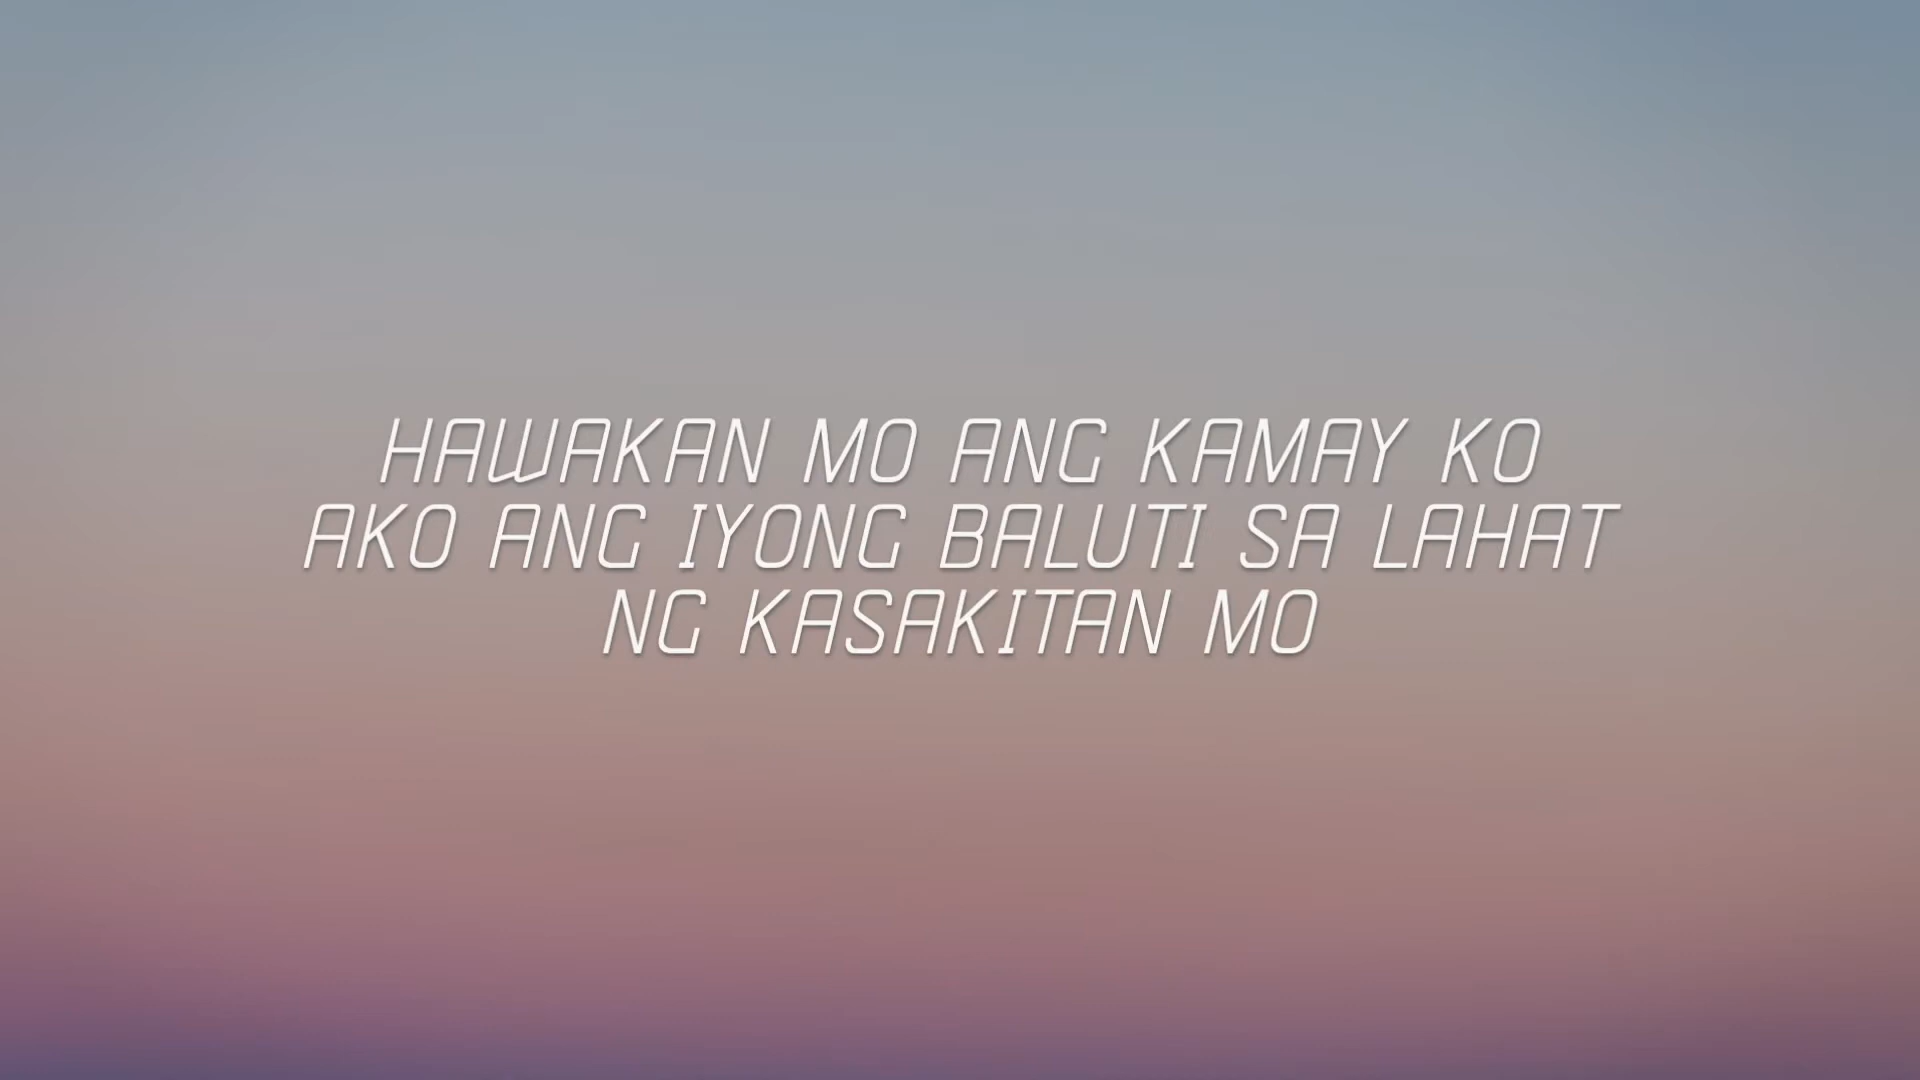 HAWAKAN MO ANG KAMAY KO
AKO ANG IYONG BALUTI SA LAHAT
NG KASAKITAN MO